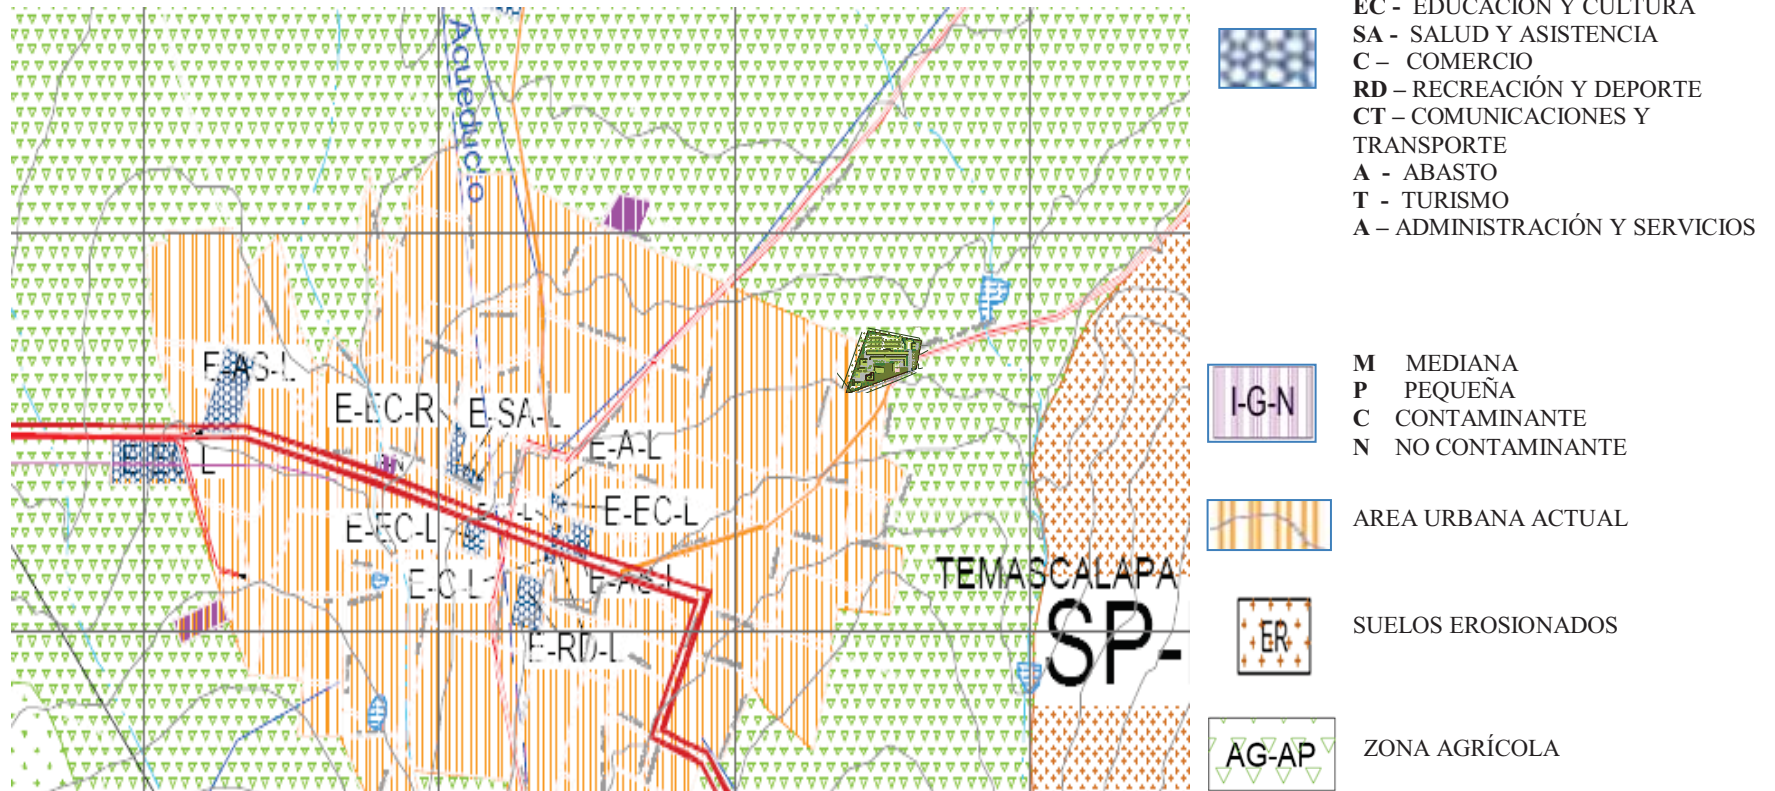 Acueducto
E-AS-L
E-EC-R
E-SA-L
E-A-L
E-EC-L
E-EC-L
E-C-L
E-AS-L
E-RD-L
TEMASCALAPA
SP-
EC - EDUCACIÓN Y CULTURA
SA - SALUD Y ASISTENCIA
C – COMERCIO
RD – RECREACIÓN Y DEPORTE
CT – COMUNICACIONES Y
TRANSPORTE
A - ABASTO
T - TURISMO
A – ADMINISTRACIÓN Y SERVICIOS
I-G-N
M MEDIANA
P PEQUEÑA
C CONTAMINANTE
N NO CONTAMINANTE
AREA URBANA ACTUAL
ER
SUELOS EROSIONADOS
AG-AP
ZONA AGRÍCOLA